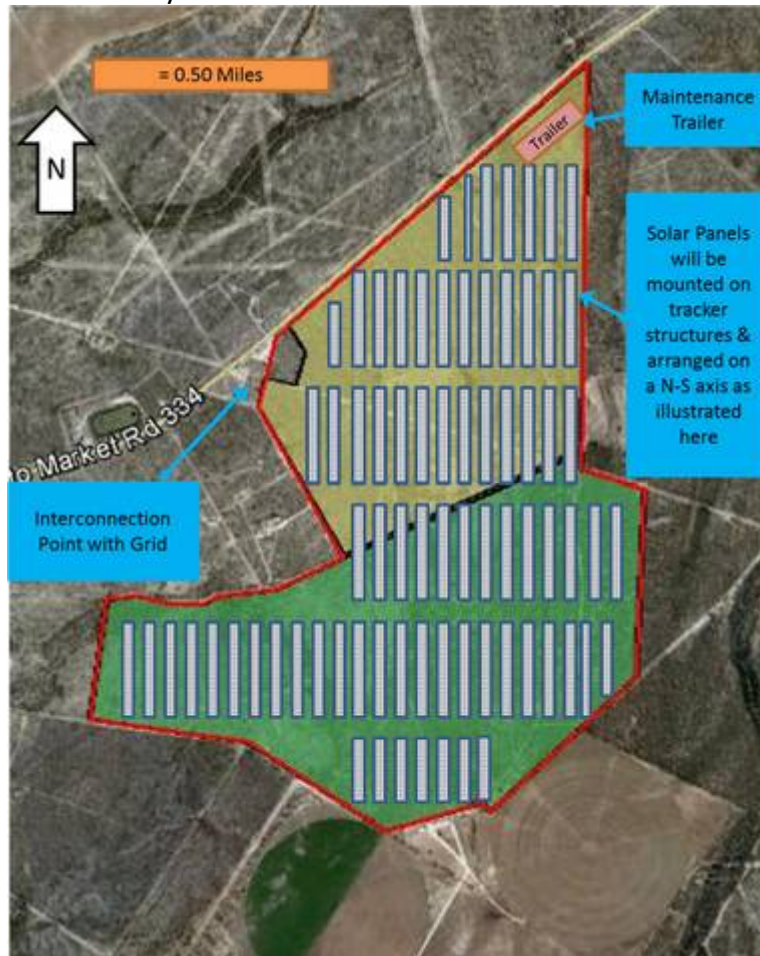 = 0.50 Miles
N
Trailer
Maintenance
Trailer
Solar Panels
will be
mounted on
tracker
structures &
arranged on
a N-S axis as
illustrated
here
Market Rd 334
Interconnection
Point with Grid